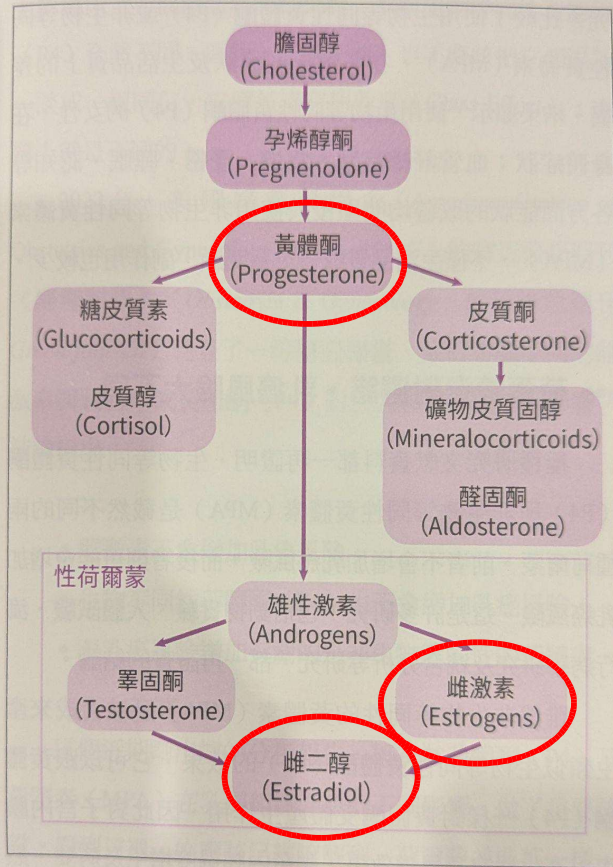 膽固醇
(Cholesterol)
孕烯醇酮
(Pregnenolone)
黃體酮
(Progesterone)
糖皮質素
(Glucocorticoids)
皮質醇
(Cortisol)
皮質酮
(Corticosterone)
礦物皮質固醇
(Mineralocorticoids)
醛固酮
(Aldosterone)
性荷爾蒙
雄性激素
(Androgens)
睪固酮
(Testosterone)
雌激素
(Estrogens)
雌二醇
(Estradiol)